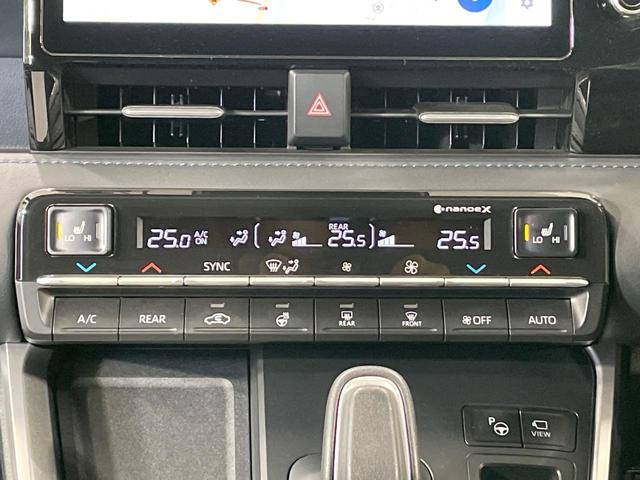 nanoeX
LO HI
25.0 A/C ON REAR 25.5 25.5
LO HI
SYNC
A/C REAR REAR FRONT OFF AUTO
P VIEW